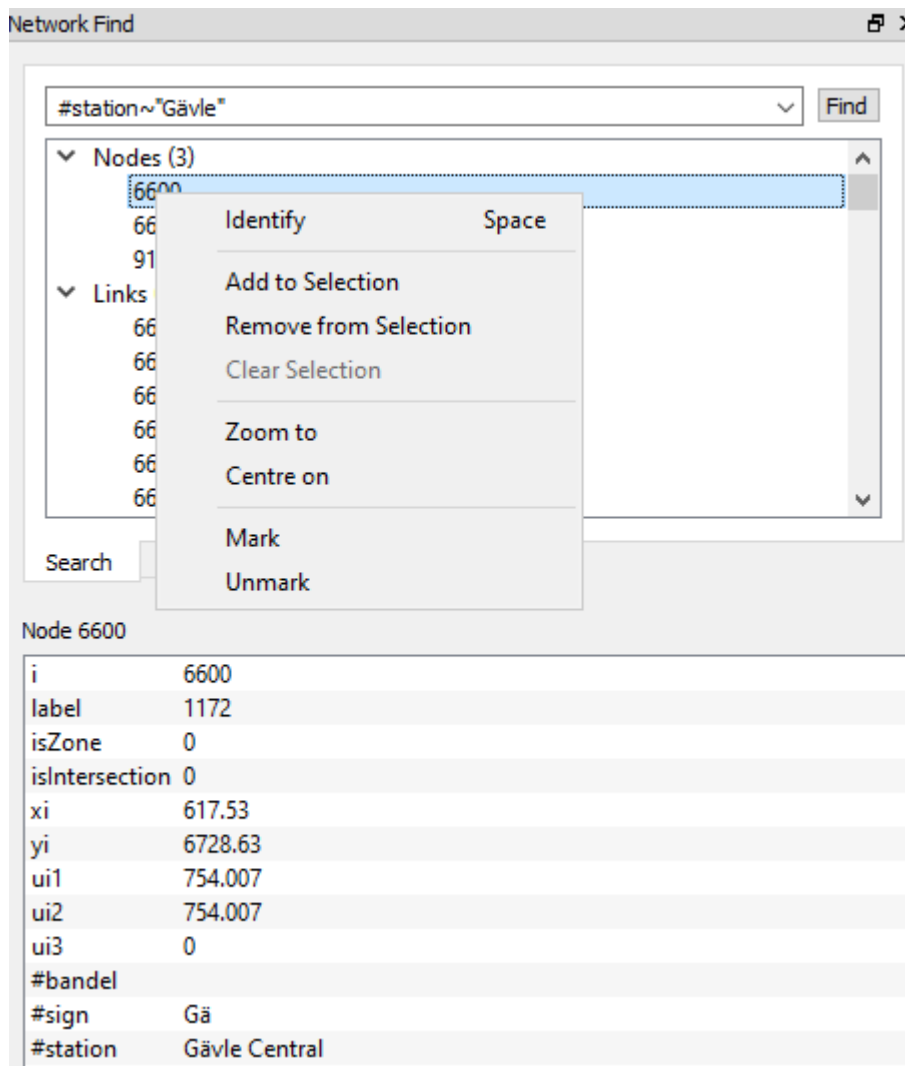 Network Find
#station~"Gävle"
Find
Nodes (3)
6600
66
91
Links
66
66
66
66
66
66
Identify Space
Add to Selection
Remove from Selection
Clear Selection
Zoom to
Centre on
Mark
Unmark
Search
Node 6600
i 6600
label 1172
isZone 0
isIntersection 0
xi 617.53
yi 6728.63
ui1 754.007
ui2 754.007
ui3 0
#bandel
#sign Gä
#station Gävle Central